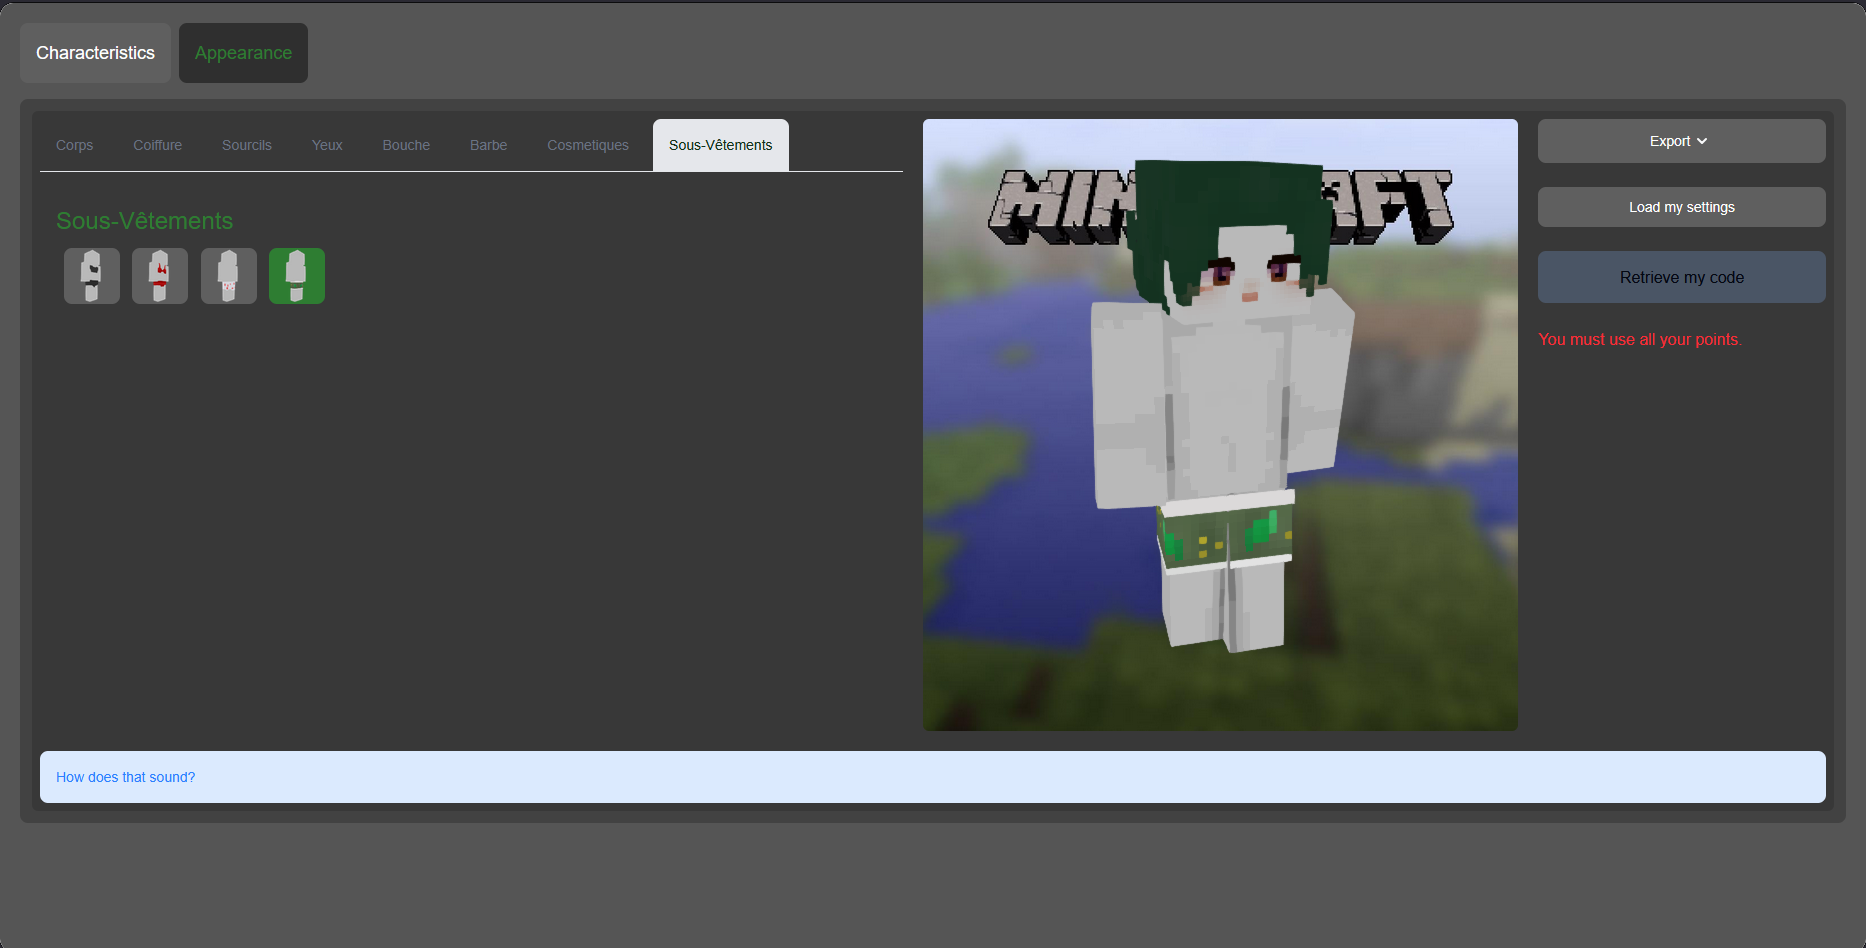 Characteristics
Appearance
Corps
Coiffure
Sourcils
Yeux
Bouche
Barbe
Cosmetiques
Sous-Vêtements
Sous-Vêtements
Export
Load my settings
Retrieve my code
You must use all your points.
How does that sound?